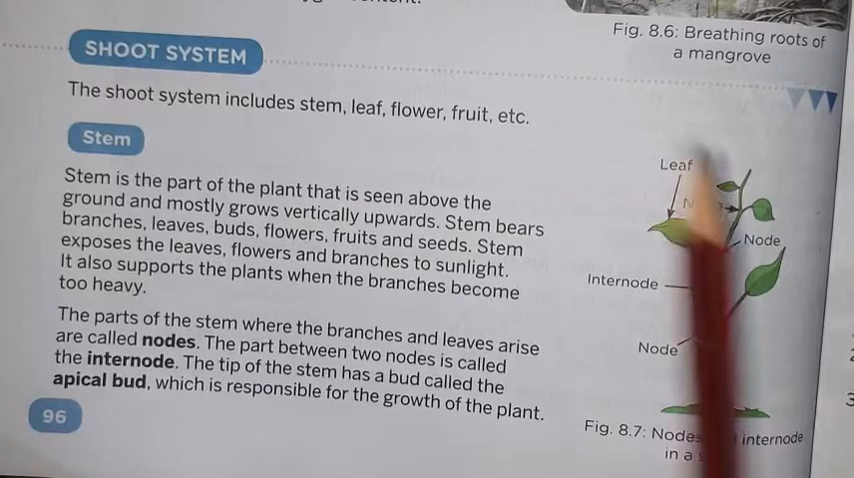 Fig. 8.6: Breathing roots of
a mangrove
SHOOT SYSTEM
The shoot system includes stem, leaf, flower, fruit, etc.
Stem
Stem is the part of the plant that is seen above the
ground and mostly grows vertically upwards. Stem bears
branches, leaves, buds, flowers, fruits and seeds. Stem
exposes the leaves, flowers and branches to sunlight.
It also supports the plants when the branches become
too heavy.
The parts of the stem where the branches and leaves arise
are called nodes. The part between two nodes is called
the internode. The tip of the stem has a bud called the
apical bud, which is responsible for the growth of the plant.
96
Leaf
Node
Internode
Node
Fig. 8.7: Nodes internode
in a